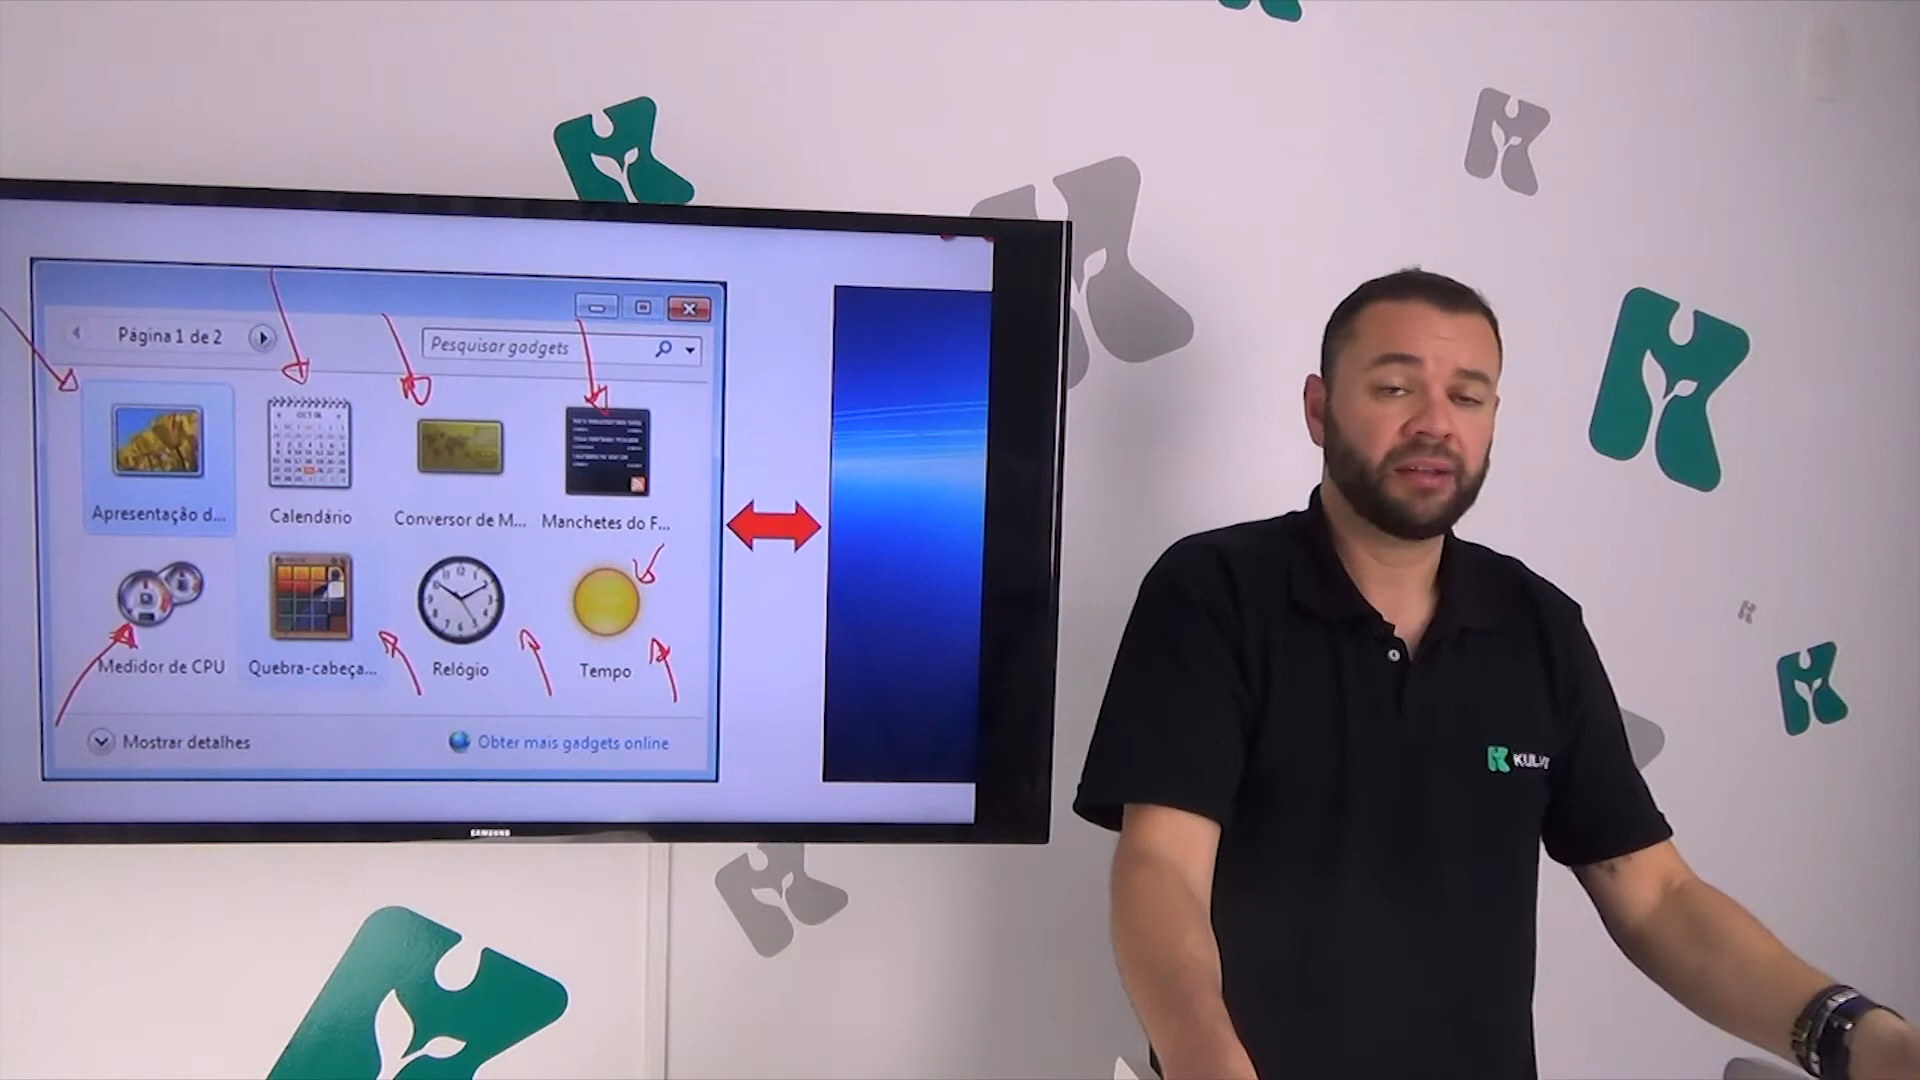 Página 1 de 2
Pesquisar gadgets
Apresentação d...
Calendário
Conversor de M...
Manchetes do F...
Medidor de CPU
Quebra-cabeça...
Relógio
Tempo
Mostrar detalhes
Obter mais gadgets online
SAMSUNG